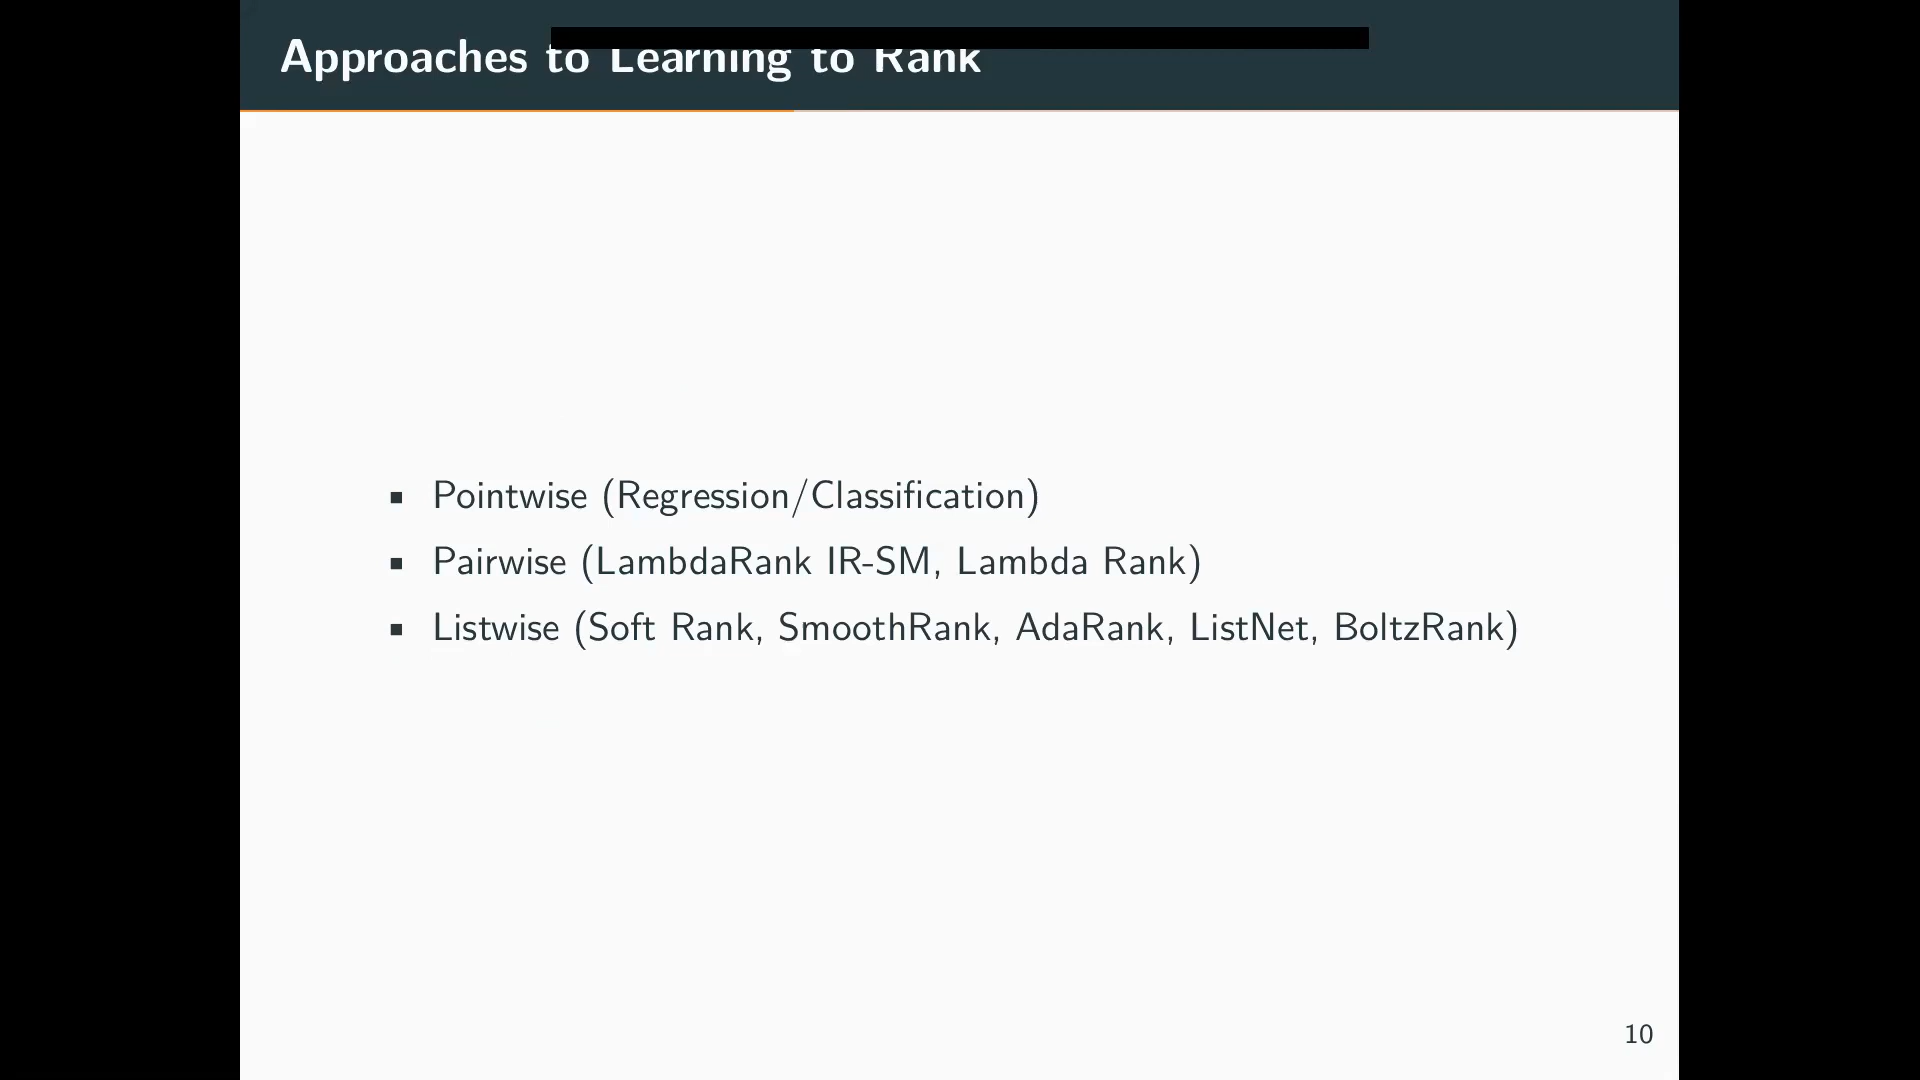 Approaches to Learning to Rank
Pointwise (Regression/Classification)
Pairwise (LambdaRank IR-SM, Lambda Rank)
Listwise (Soft Rank, SmoothRank, AdaRank, ListNet, BoltzRank)
10